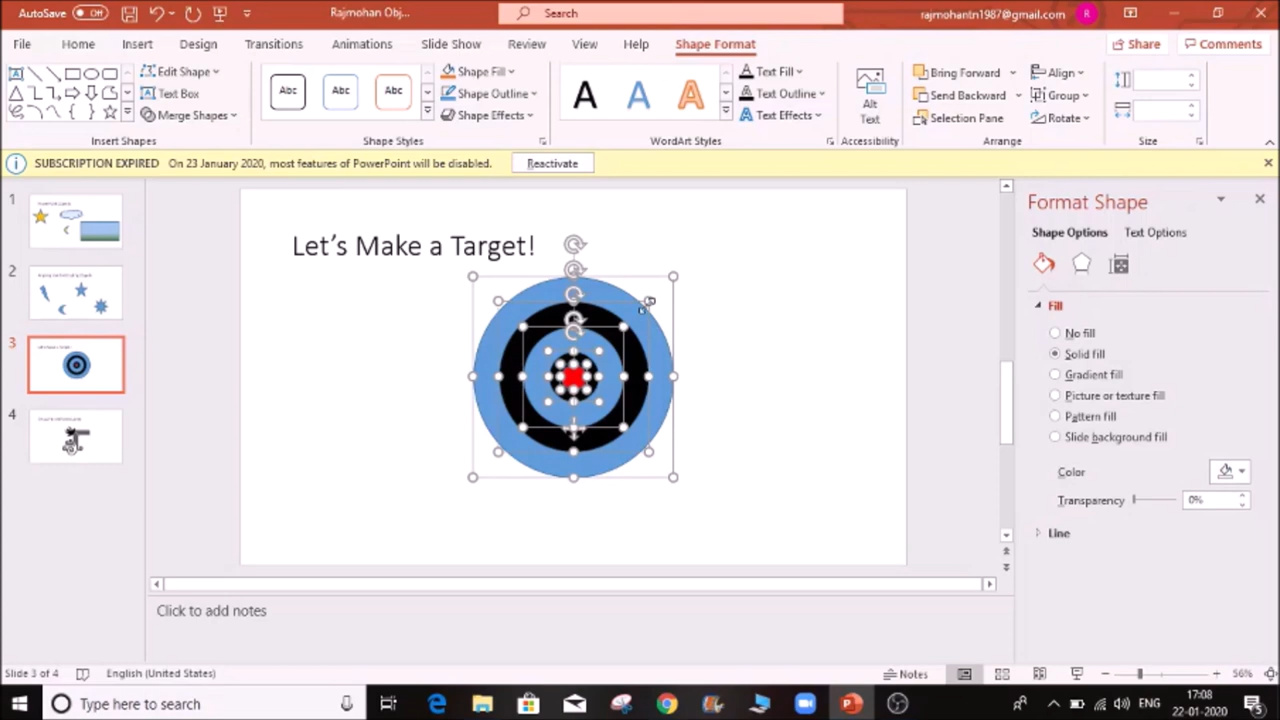 AutoSave Off Rajmohan Obj... Search rajmohantn1987@gmail.com R
File Home Insert Design Transitions Animations Slide Show Review View Help Shape Format Share Comments
Edit Shape Text Box Merge Shapes
Abc Abc Abc
Shape Fill Shape Outline Shape Effects
A A A
Text Fill Text Outline Text Effects
Alt Text
Bring Forward Send Backward Selection Pane
Align Group Rotate
Insert Shapes Shape Styles WordArt Styles Accessibility Arrange Size
SUBSCRIPTION EXPIRED On 23 January 2020, most features of PowerPoint will be disabled. Reactivate
1
2
3
4
Let's Make a Target!
Format Shape
Shape Options Text Options
Fill
No fill
Solid fill
Gradient fill
Picture or texture fill
Pattern fill
Slide background fill
Color
Transparency 0%
Line
Click to add notes
Slide 3 of 4 English (United States) Notes 56%
Type here to search ENG 17:08 22-01-2020 5